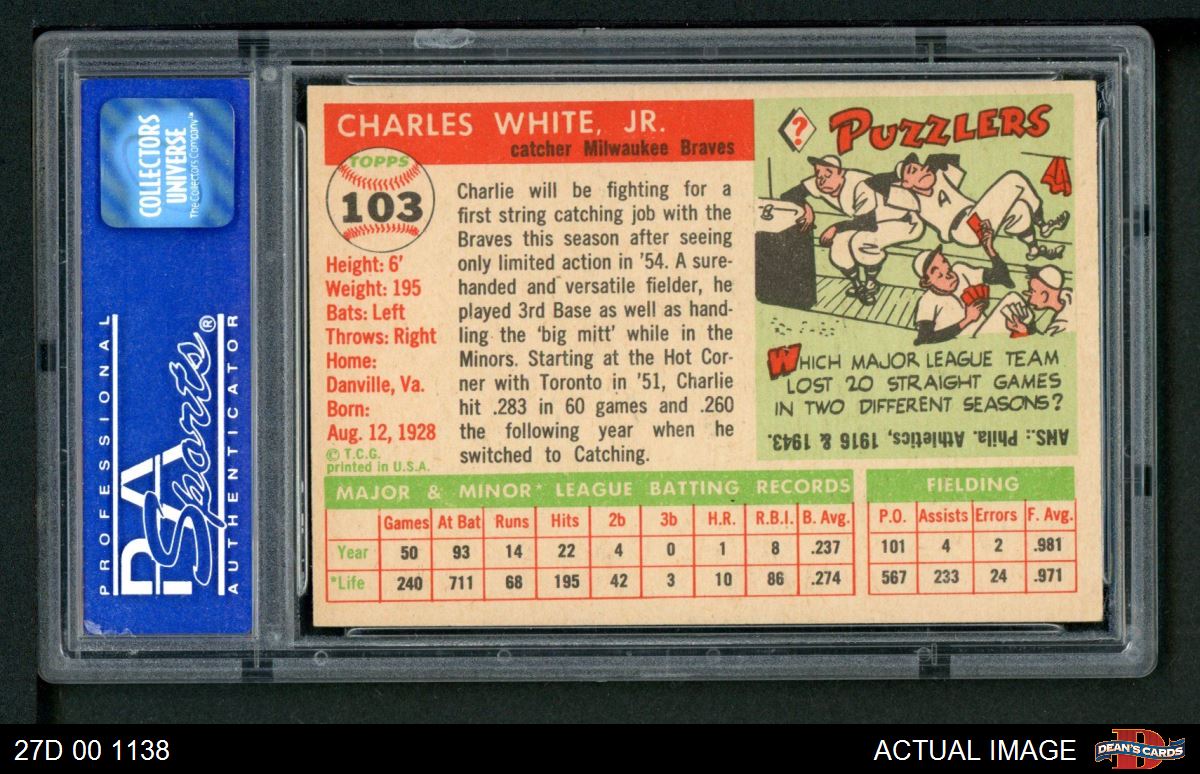 COLLECTORS
UNIVERSE
The Collectors Company™
PROFESSIONAL
PSA
Sports®
AUTHENTICATOR
CHARLES WHITE, JR.
catcher Milwaukee Braves
TOPPS
103
Height: 6'
Weight: 195
Bats: Left
Throws: Right
Home:
Danville, Va.
Born:
Aug. 12, 1928
© T.C.G.
printed in U.S.A.
Charlie will be fighting for a
first string catching job with the
Braves this season after seeing
only limited action in '54. A sure-
handed and versatile fielder, he
played 3rd Base as well as hand-
ling the 'big mitt' while in the
Minors. Starting at the Hot Cor-
ner with Toronto in '51, Charlie
hit .283 in 60 games and .260
the following year when he
switched to Catching.
? PUZZLERS
B
A
WHICH MAJOR LEAGUE TEAM
LOST 20 STRAIGHT GAMES
IN TWO DIFFERENT SEASONS?
ANS.: Phila. Athletics, 1916 & 1943.
MAJOR & MINOR* LEAGUE BATTING RECORDS
FIELDING
Games At Bat Runs Hits 2b 3b H.R. R.B.I. B. Avg. P.O. Assists Errors F. Avg.
Year 50 93 14 22 4 0 1 8 .237 101 4 2 .981
*Life 240 711 68 195 42 3 10 86 .274 567 233 24 .971
27D 00 1138
ACTUAL IMAGE
DEAN'S CARDS